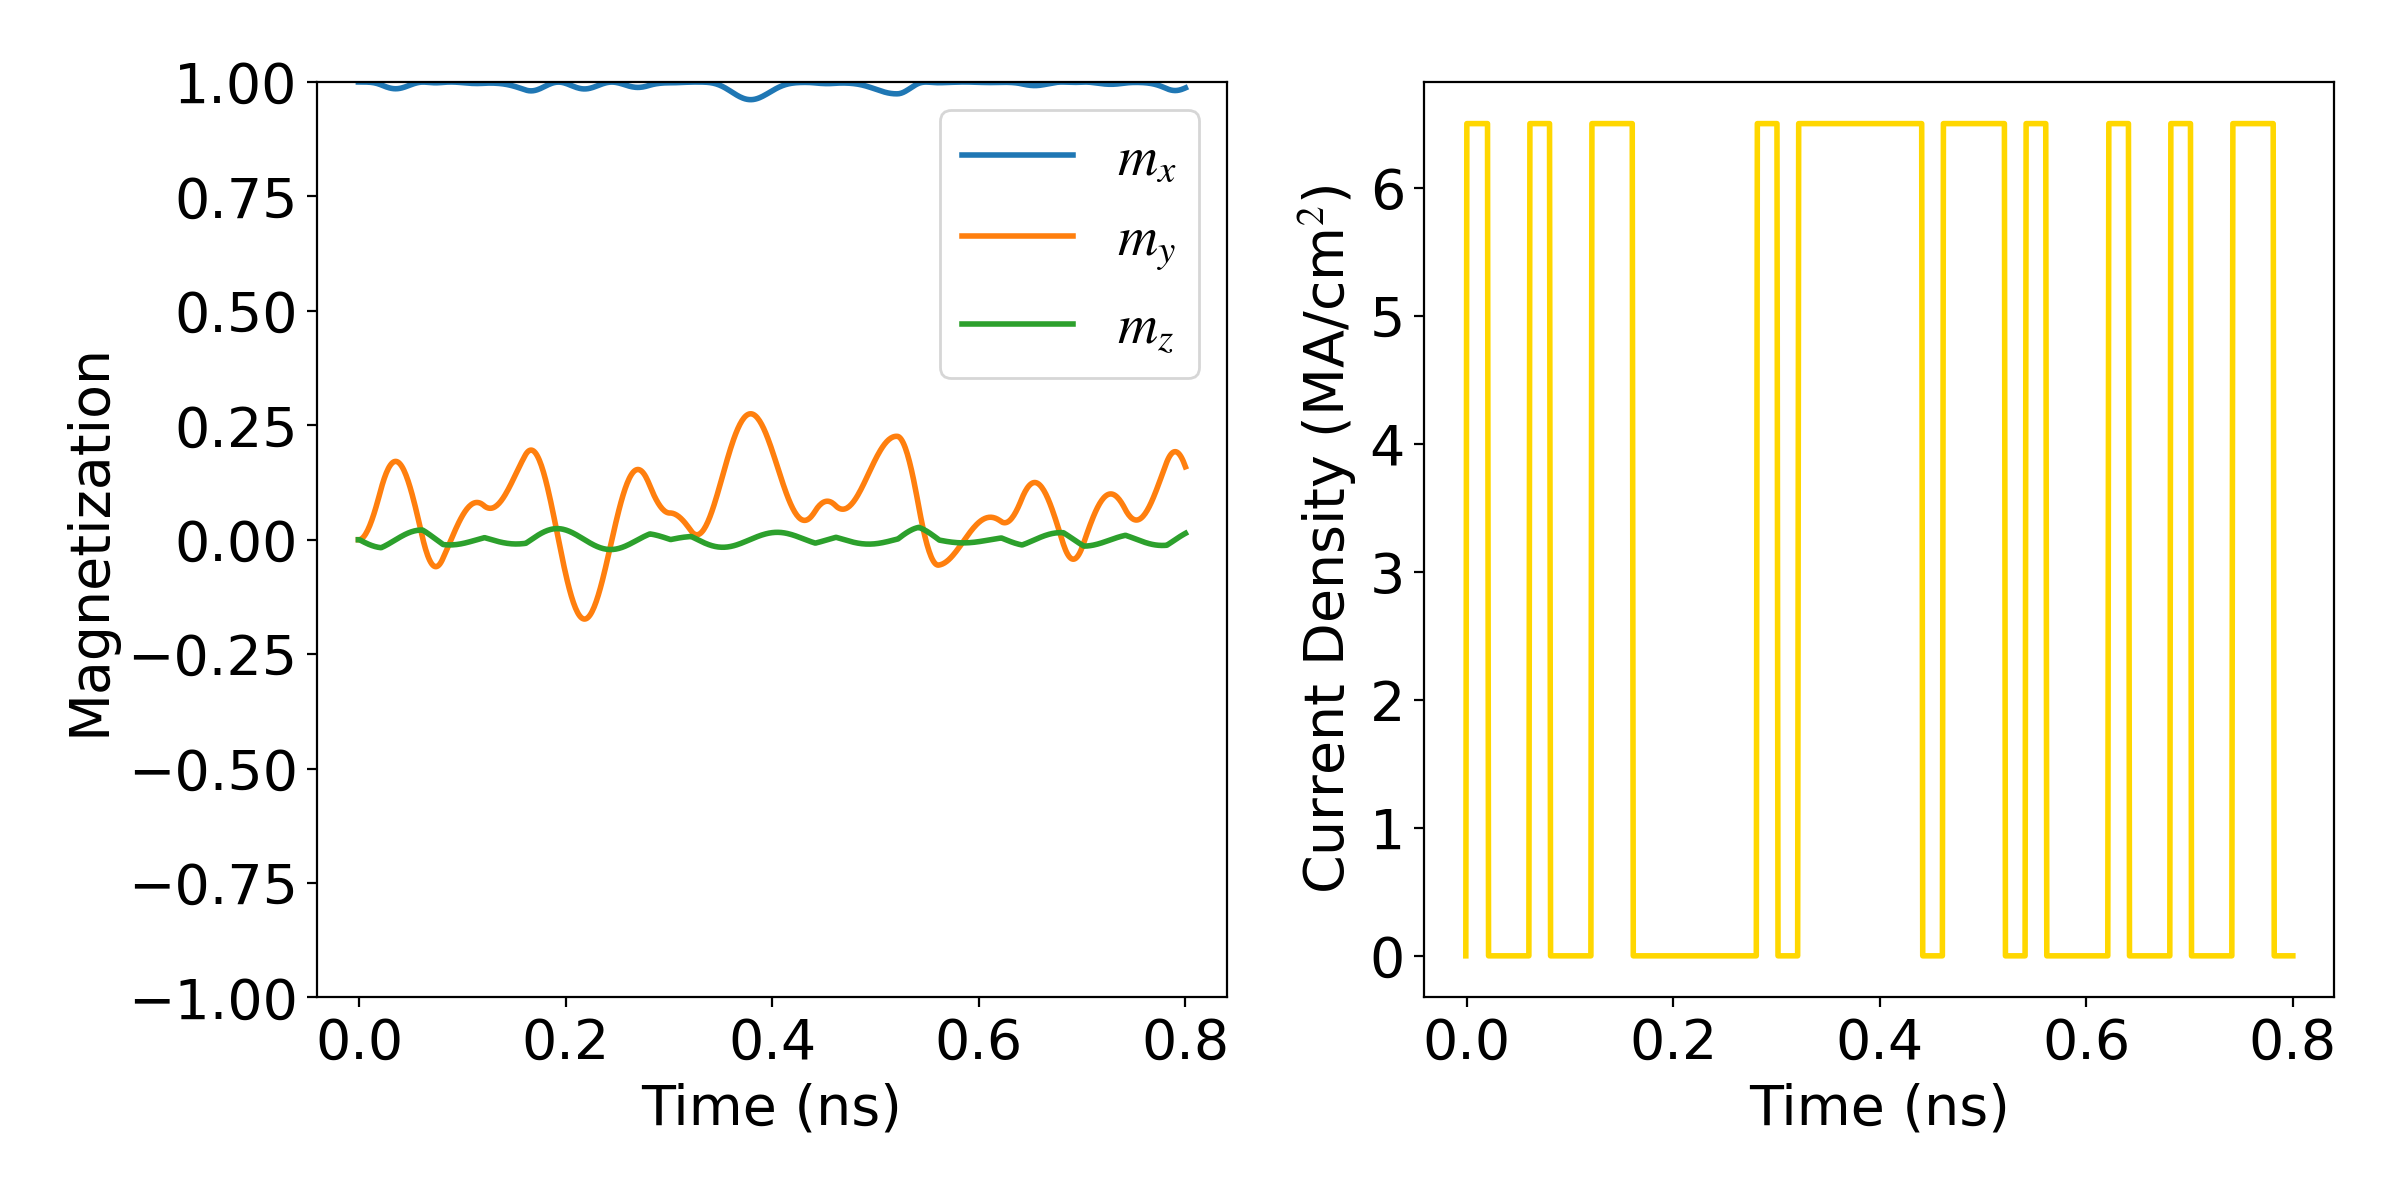 1.00
0.75
0.50
0.25
0.00
−0.25
−0.50
−0.75
−1.00
Magnetization
0.0 0.2 0.4 0.6 0.8
Time (ns)
m_x
m_y
m_z
6
5
4
3
2
1
0
Current Density (MA/cm²)
0.0 0.2 0.4 0.6 0.8
Time (ns)